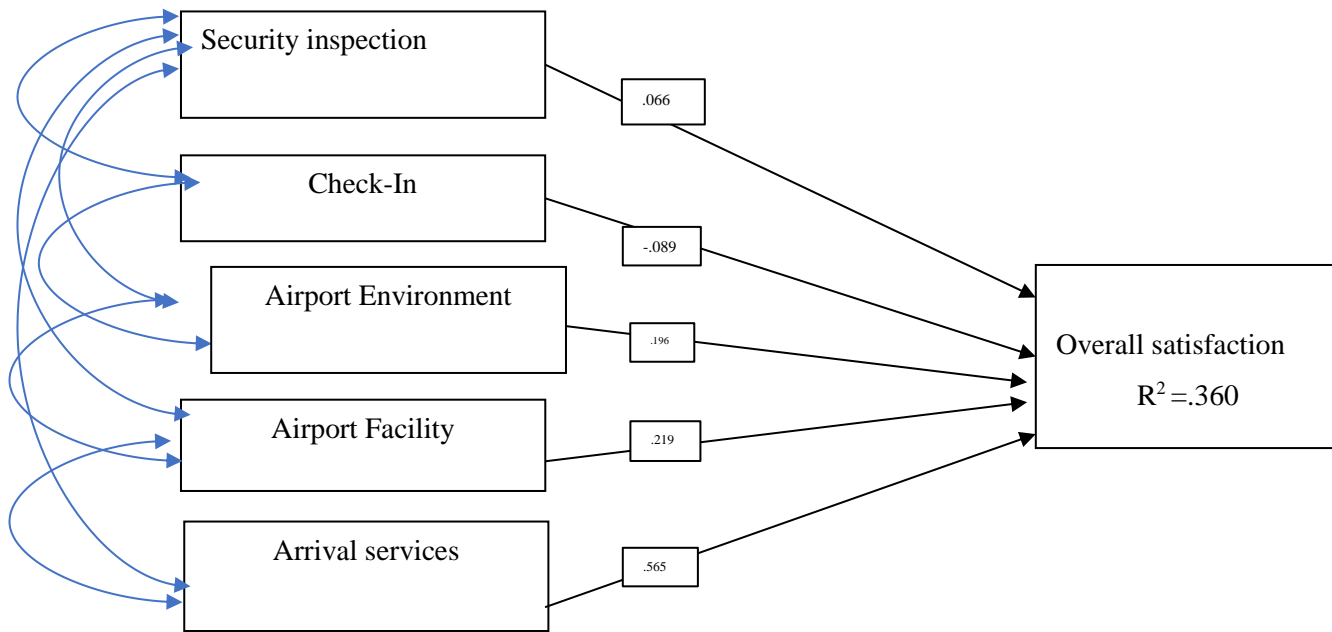 Security inspection
.066
Check-In
-.089
Airport Environment
.196
Overall satisfaction
R² =.360
Airport Facility
.219
Arrival services
.565